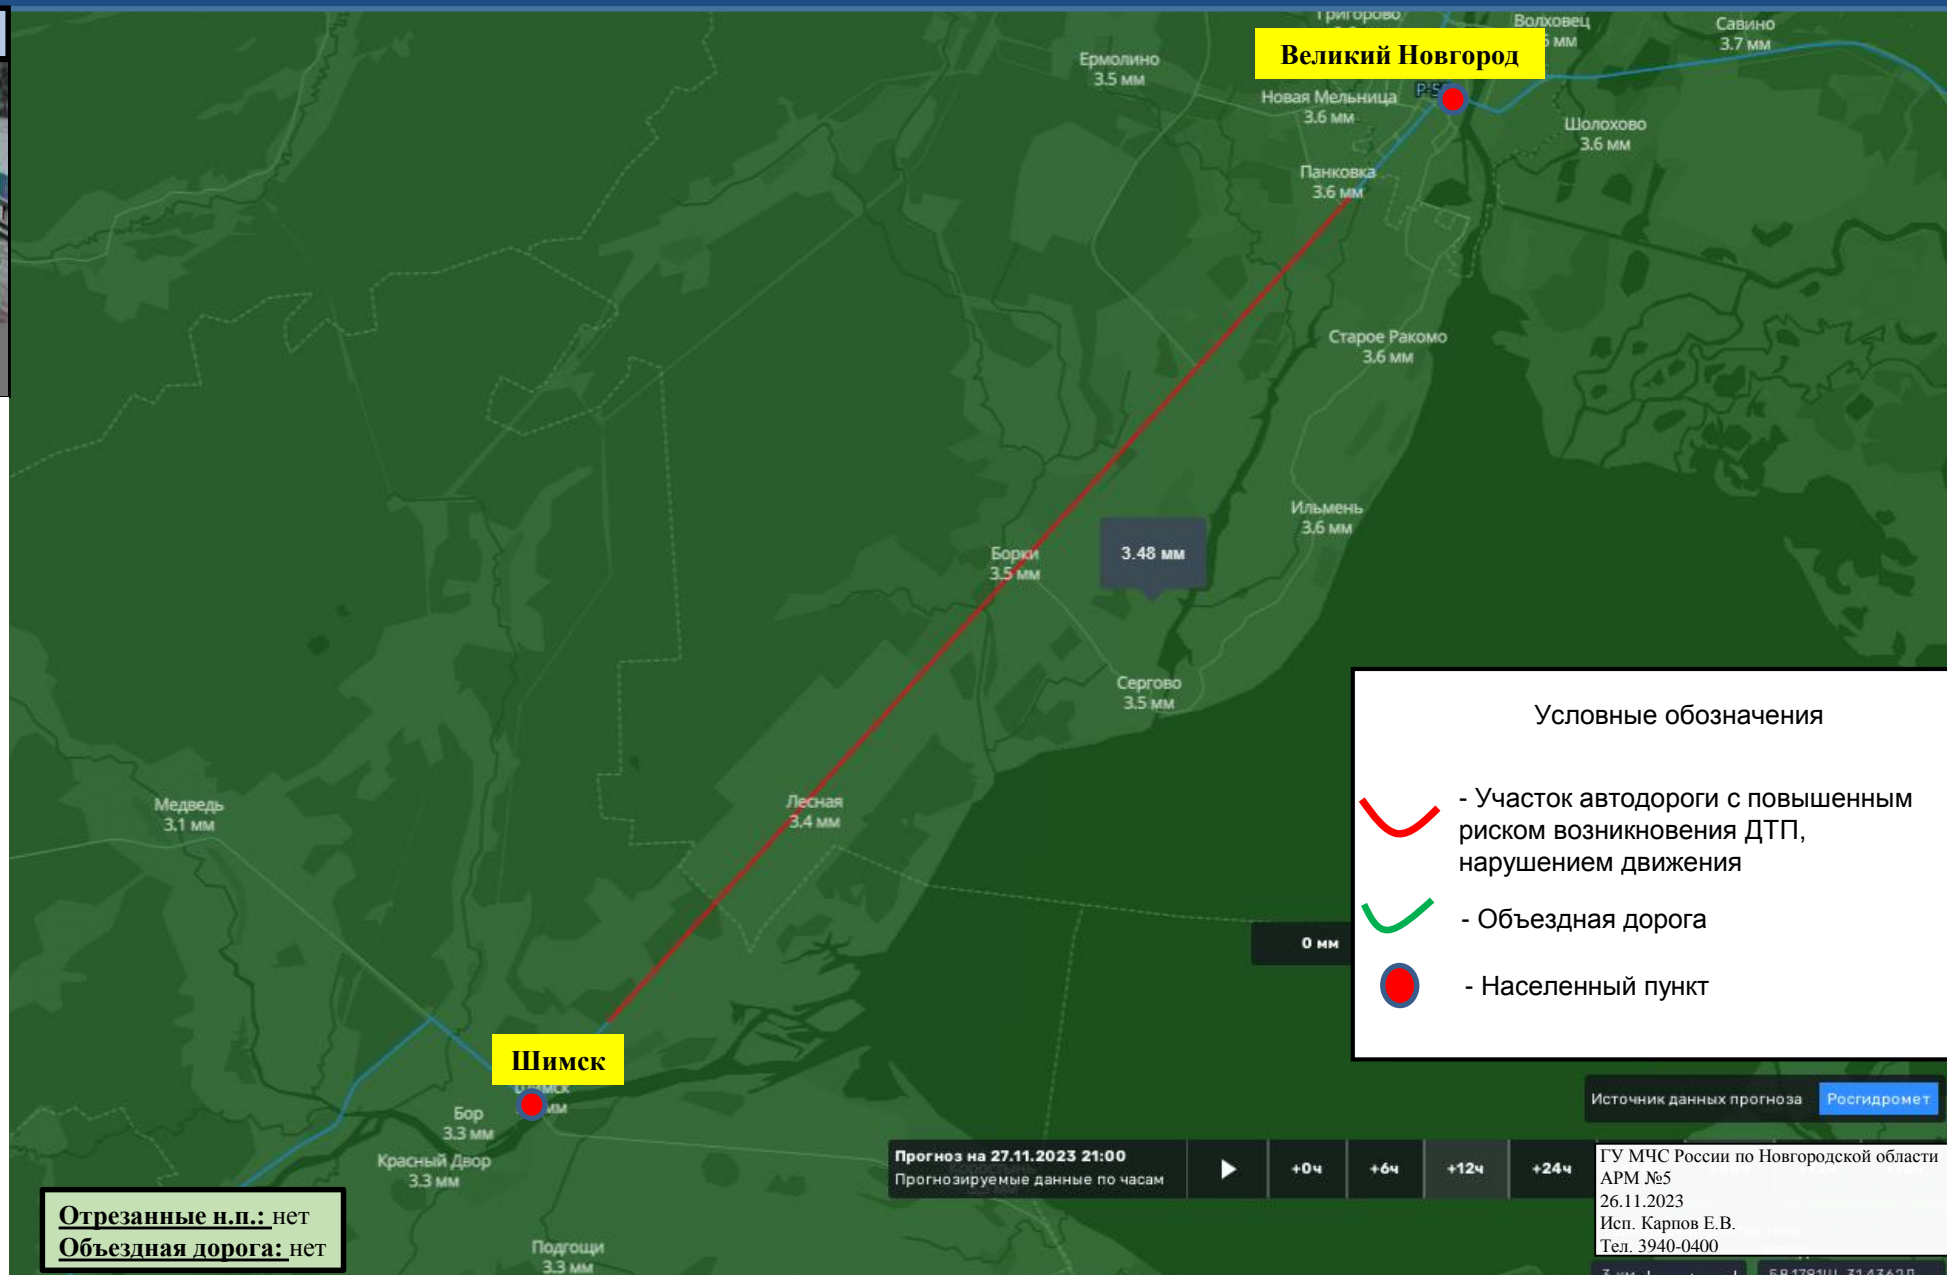 Григорово
Волховец
мм
Савино
3.7 мм
Великий Новгород
Ермолино
3.5 мм
Новая Мельница
3.6 мм
Шолохово
3.6 мм
Панковка
3.6 мм
Старое Ракомо
3.6 мм
Ильмень
3.6 мм
Борки
3.5 мм
3.48 мм
Сергово
3.5 мм
Условные обозначения
- Участок автодороги с повышенным
риском возникновения ДТП,
нарушением движения
- Объездная дорога
- Населенный пункт
Медведь
3.1 мм
Лесная
3.4 мм
0 мм
Шимск
мм
Бор
3.3 мм
Красный Двор
3.3 мм
Источник данных прогноза Росгидромет
Прогноз на 27.11.2023 21:00
Прогнозируемые данные по часам
+0ч +6ч +12ч +24ч
ГУ МЧС России по Новгородской области
АРМ №5
26.11.2023
Исп. Карпов Е.В.
Тел. 3940-0400
Отрезанные н.п.: нет
Объездная дорога: нет
Подгощи
3.3 мм